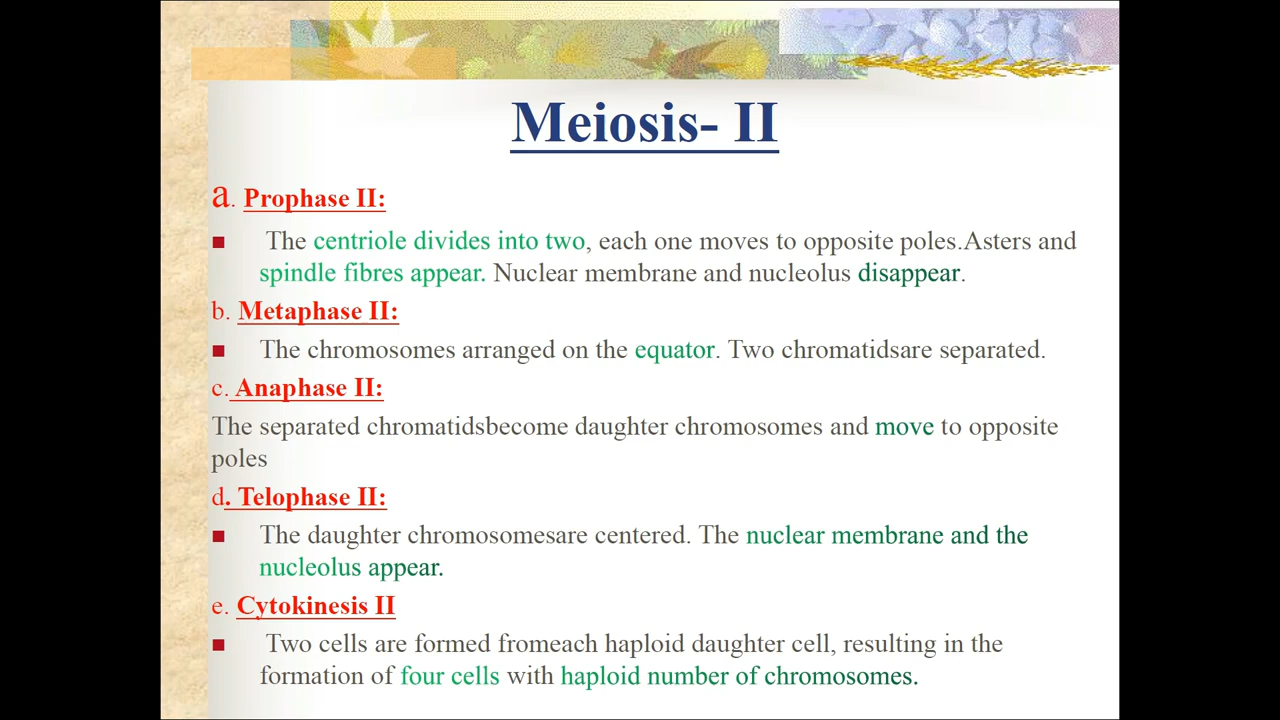 Meiosis- II
a. Prophase II:
■ The centriole divides into two, each one moves to opposite poles.Asters and
spindle fibres appear. Nuclear membrane and nucleolus disappear.
b. Metaphase II:
■ The chromosomes arranged on the equator. Two chromatidsare separated.
c. Anaphase II:
The separated chromatidsbecome daughter chromosomes and move to opposite
poles
d. Telophase II:
■ The daughter chromosomesare centered. The nuclear membrane and the
nucleolus appear.
e. Cytokinesis II
■ Two cells are formed fromeach haploid daughter cell, resulting in the
formation of four cells with haploid number of chromosomes.